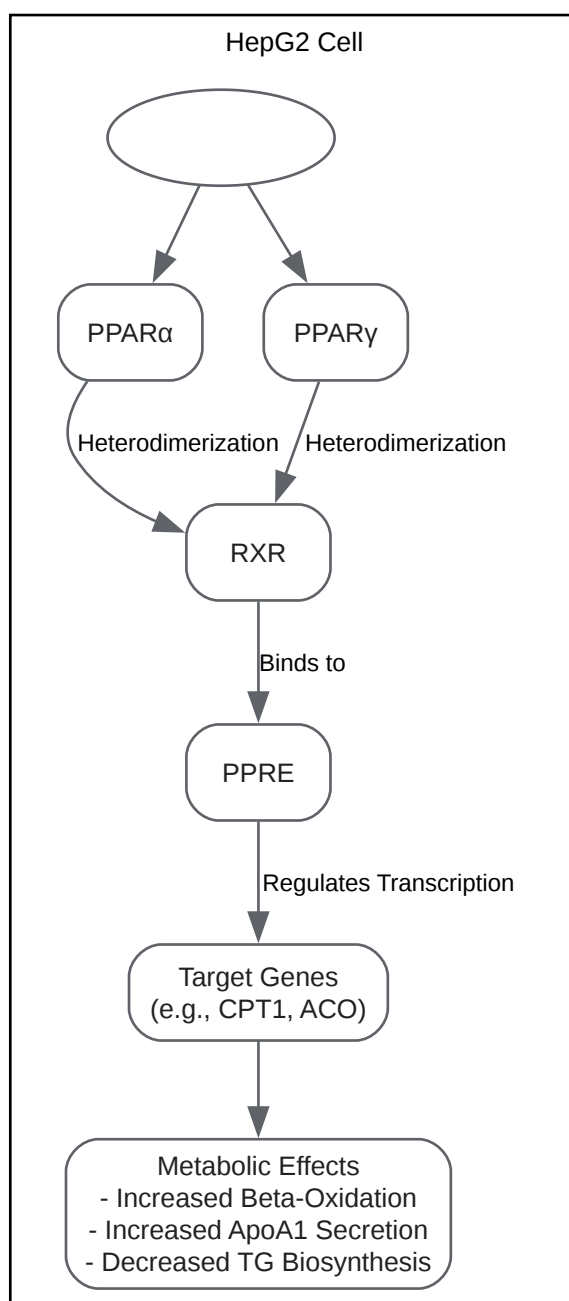 HepG2 Cell
PPARα
PPARγ
Heterodimerization
Heterodimerization
RXR
Binds to
PPRE
Regulates Transcription
Target Genes
(e.g., CPT1, ACO)
Metabolic Effects
- Increased Beta-Oxidation
- Increased ApoA1 Secretion
- Decreased TG Biosynthesis